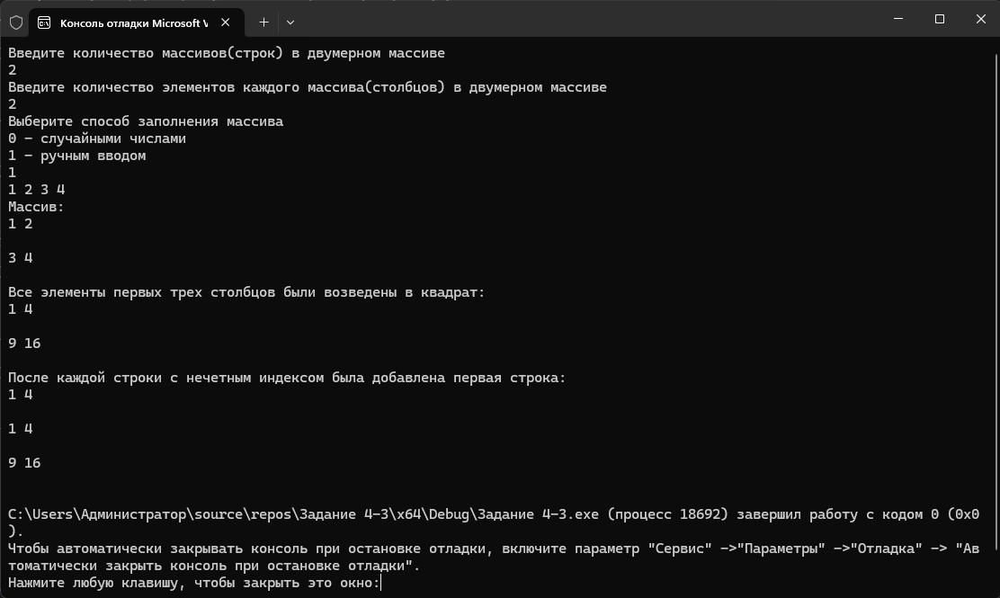 Консоль отладки Microsoft V
Введите количество массивов(строк) в двумерном массиве
2
Введите количество элементов каждого массива(столбцов) в двумерном массиве
2
Выберите способ заполнения массива
0 - случайными числами
1 - ручным вводом
1
1 2 3 4
Массив:
1 2
3 4
Все элементы первых трех столбцов были возведены в квадрат:
1 4
9 16
После каждой строки с нечетным индексом была добавлена первая строка:
1 4
1 4
9 16
C:\Users\Администратор\source\repos\Задание 4-3\x64\Debug\Задание 4-3.exe (процесс 18692) завершил работу с кодом 0 (0x0
).
Чтобы автоматически закрывать консоль при остановке отладки, включите параметр "Сервис" ->"Параметры" ->"Отладка" -> "Ав
томатически закрыть консоль при остановке отладки".
Нажмите любую клавишу, чтобы закрыть это окно: